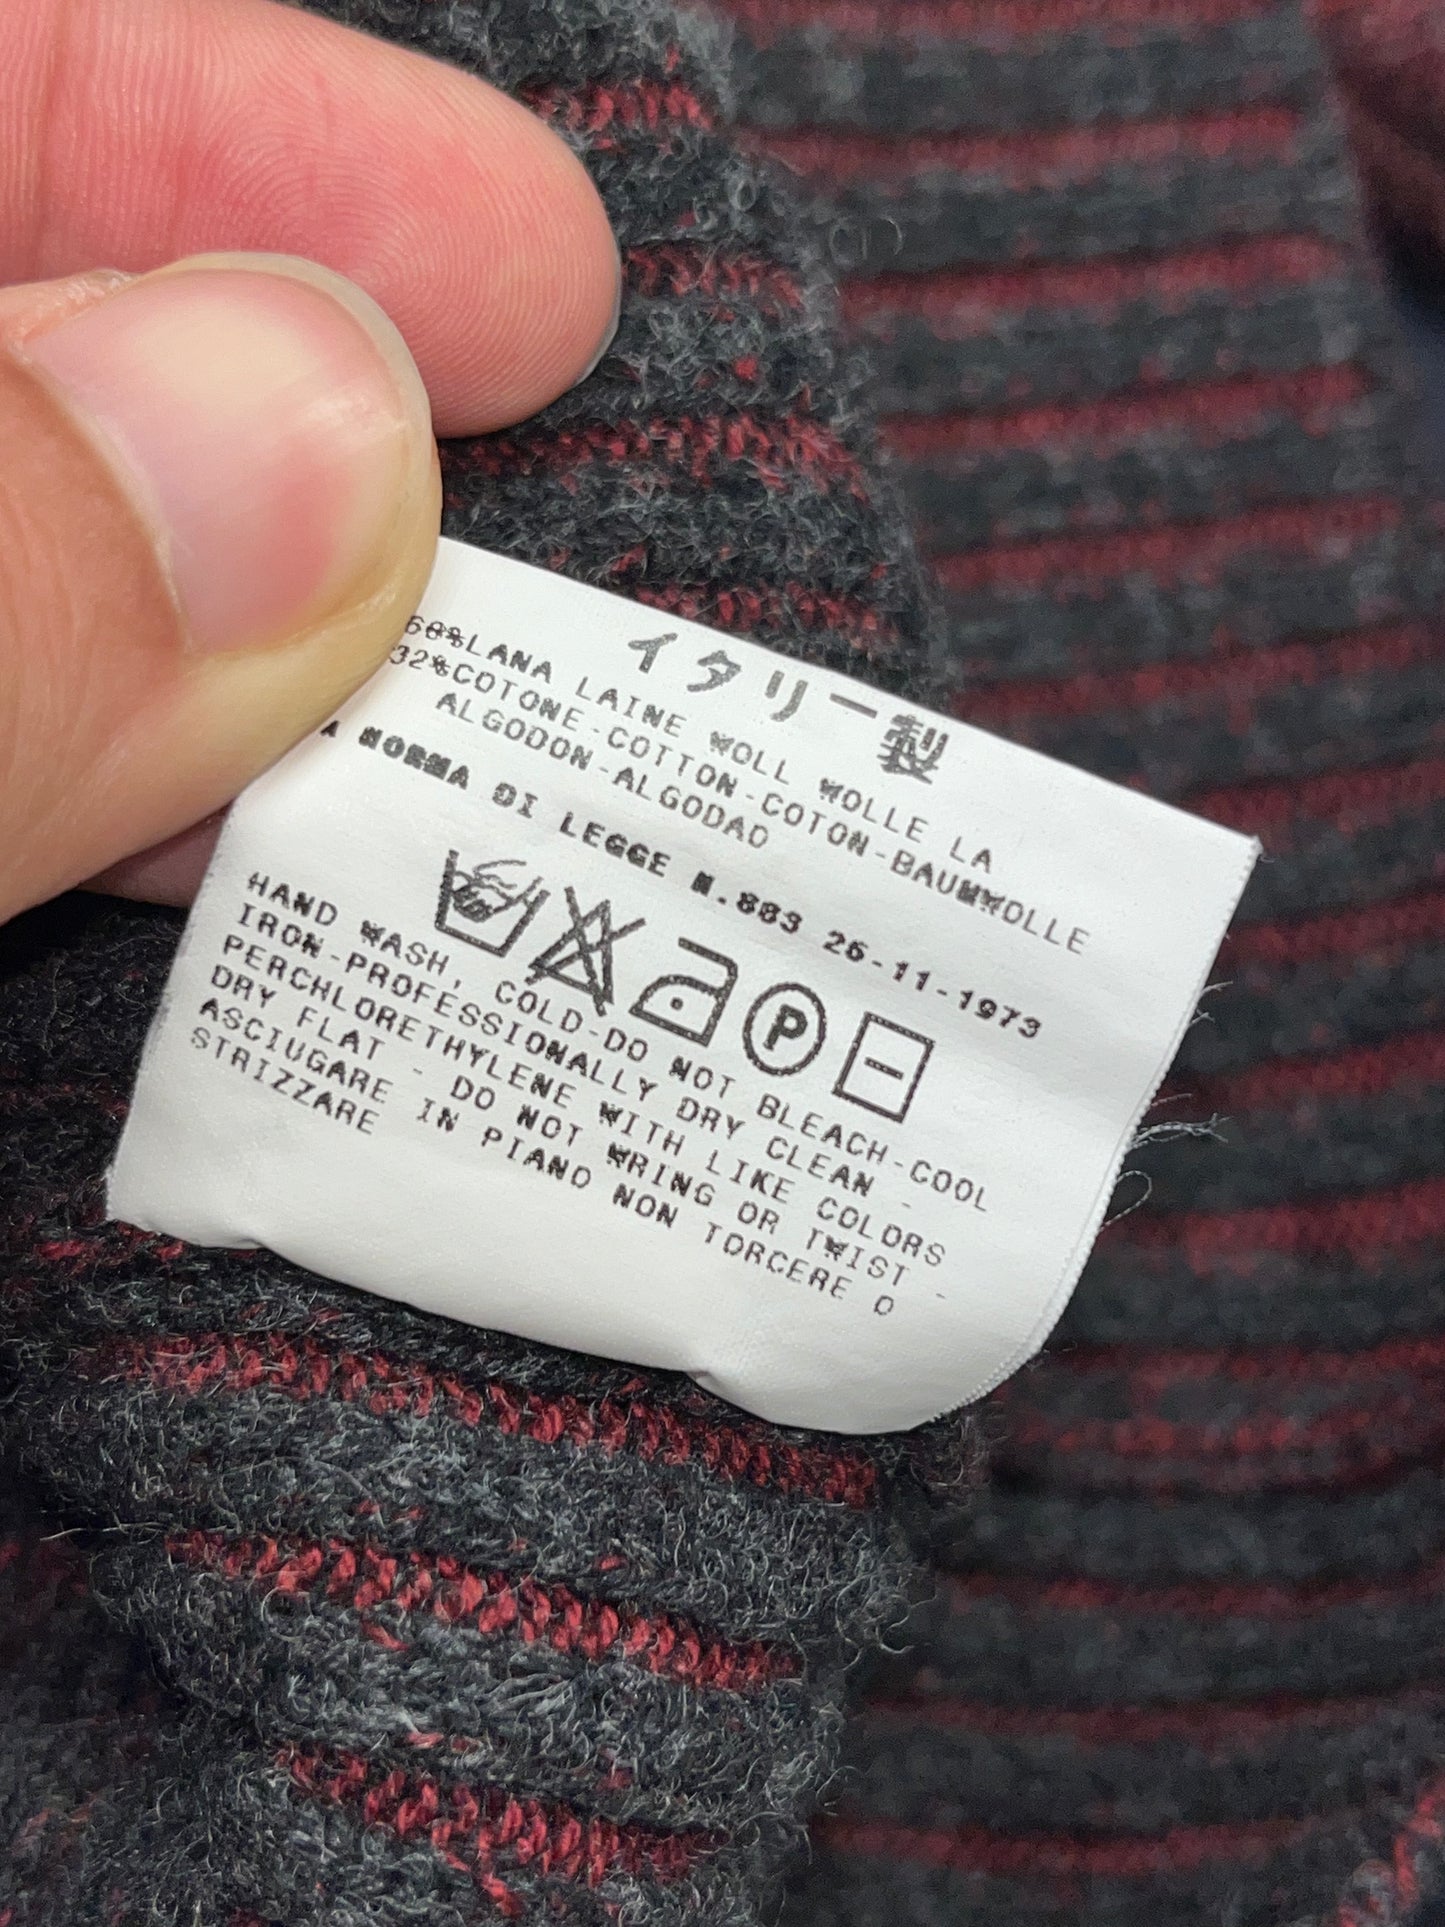 イタリー製
68%LANA LAINE WOLL WOLLE LA
32%COTONE-COTTON-COTON-BAUMWOLLE
ALGODON-ALGODAO
A NORMA DI LEGGE N.883 26-11-1973
P
HAND WASH, COLD-DO NOT BLEACH-COOL
IRON-PROFESSIONALLY DRY CLEAN -
PERCHLORETHYLENE WITH LIKE COLORS
DRY FLAT - DO NOT WRING OR TWIST -
ASCIUGARE IN PIANO NON TORCERE O
STRIZZARE